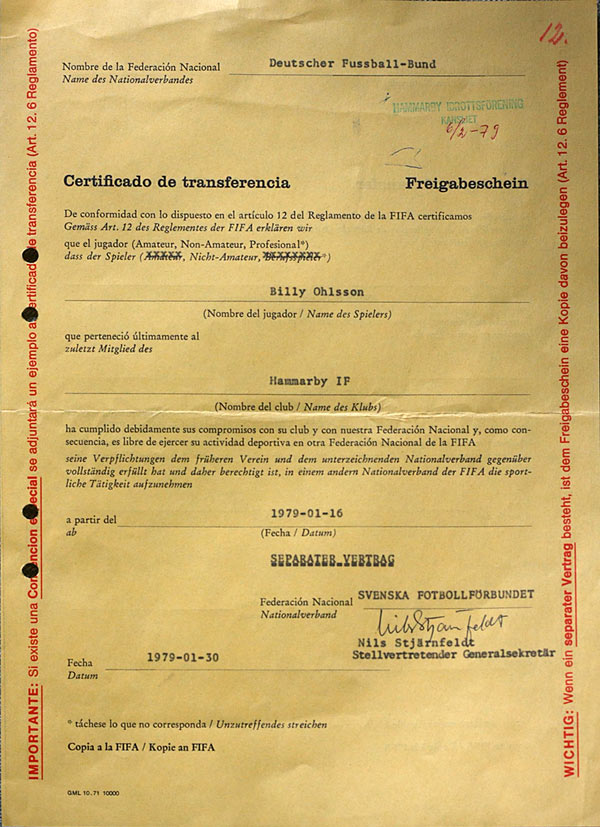 12.
Nombre de la Federación Nacional Deutscher Fussball-Bund
Name des Nationalverbandes
HAMMARBY IDROTTSFÖRENING
KANSLIET
6/2 -79
Certificado de transferencia Freigabeschein
De conformidad con lo dispuesto en el artículo 12 del Reglamento de la FIFA certificamos
Gemäss Art. 12 des Reglementes der FIFA erklären wir
que el jugador (Amateur, Non-Amateur, Profesional*)
dass der Spieler (Amateur, Nicht-Amateur, Berufsspieler*)
Billy Ohlsson
(Nombre del jugador / Name des Spielers)
que perteneció últimamente al
zuletzt Mitglied des
Hammarby IF
(Nombre del club / Name des Klubs)
ha cumplido debidamente sus compromisos con su club y con nuestra Federación Nacional y, como con-
secuencia, es libre de ejercer su actividad deportiva en otra Federación Nacional de la FIFA
seine Verpflichtungen dem früheren Verein und dem unterzeichnenden Nationalverband gegenüber
vollständig erfüllt hat und daher berechtigt ist, in einem andern Nationalverband der FIFA die sport-
liche Tätigkeit aufzunehmen
a partir del 1979-01-16
ab (Fecha / Datum)
SEPARATER VERTRAG
Federación Nacional SVENSKA FOTBOLLFÖRBUNDET
Nationalverband
Nils Stjärnfeldt
Nils Stjärnfeldt
Stellvertretender Generalsekretär
Fecha 1979-01-30
Datum
* táchese lo que no corresponda / Unzutreffendes streichen
Copia a la FIFA / Kopie an FIFA
GML 10.71 10000
IMPORTANTE: Si existe una Convención especial se adjuntará un ejemplo al certificado de transferencia (Art. 12. 6 Reglamento)
WICHTIG: Wenn ein separater Vertrag besteht, ist dem Freigabeschein eine Kopie davon beizulegen (Art. 12. 6 Reglement)